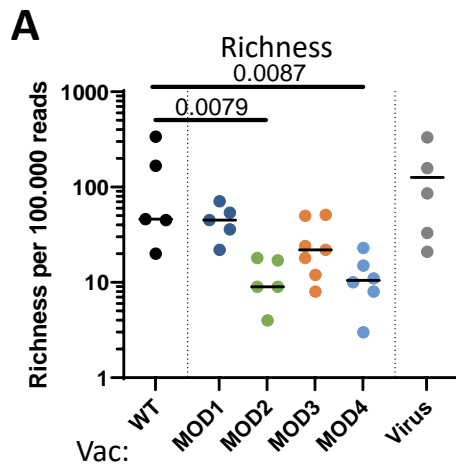 A
Richness
0.0087
0.0079
Richness per 100.000 reads
1000
100
10
1
WT
MOD1
MOD2
MOD3
MOD4
Virus
Vac: